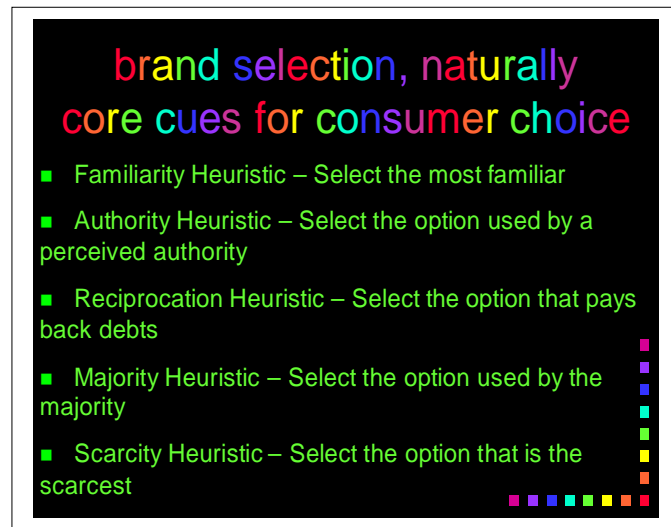 brand selection, naturally
core cues for consumer choice
■ Familiarity Heuristic – Select the most familiar
■ Authority Heuristic – Select the option used by a
perceived authority
■ Reciprocation Heuristic – Select the option that pays
back debts
■ Majority Heuristic – Select the option used by the
majority
■ Scarcity Heuristic – Select the option that is the
scarcest